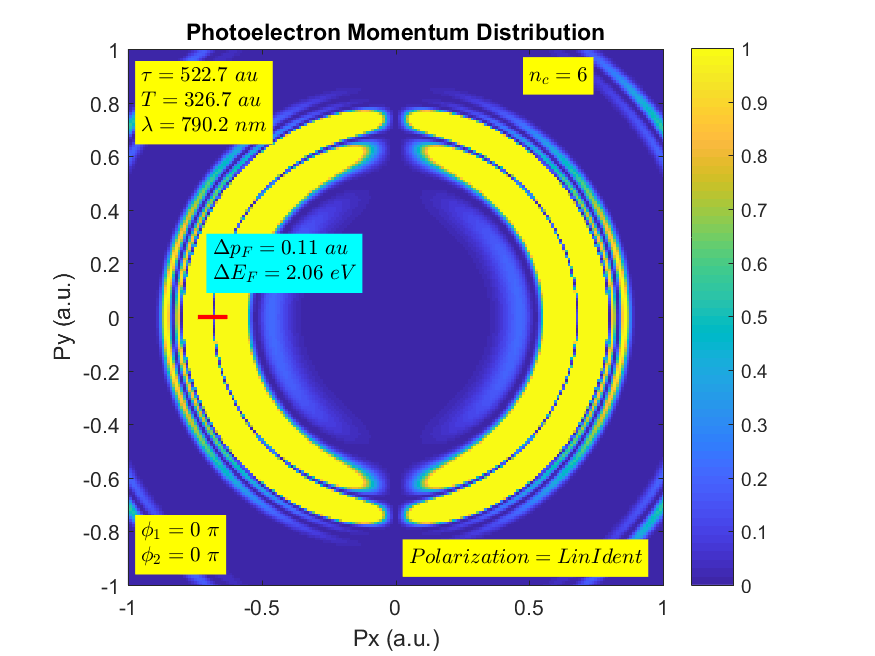 Photoelectron Momentum Distribution
τ = 522.7 au
T = 326.7 au
λ = 790.2 nm
n_c = 6
Δp_F = 0.11 au
ΔE_F = 2.06 eV
ϕ_1 = 0 π
ϕ_2 = 0 π
Polarization = LinIdent
Py (a.u.)
1
0.8
0.6
0.4
0.2
0
-0.2
-0.4
-0.6
-0.8
-1
-1
-0.5
0
0.5
1
Px (a.u.)
1
0.9
0.8
0.7
0.6
0.5
0.4
0.3
0.2
0.1
0